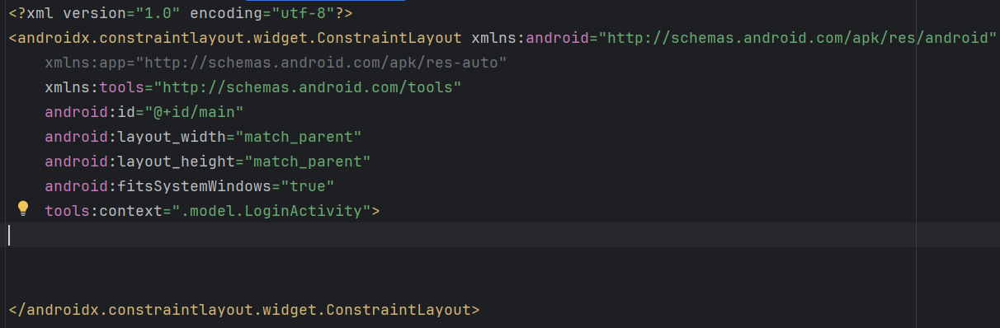 <?xml version="1.0" encoding="utf-8"?>
<androidx.constraintlayout.widget.ConstraintLayout xmlns:android="http://schemas.android.com/apk/res/android"
    xmlns:app="http://schemas.android.com/apk/res-auto"
    xmlns:tools="http://schemas.android.com/tools"
    android:id="@+id/main"
    android:layout_width="match_parent"
    android:layout_height="match_parent"
    android:fitsSystemWindows="true"
    tools:context=".model.LoginActivity">
</androidx.constraintlayout.widget.ConstraintLayout>